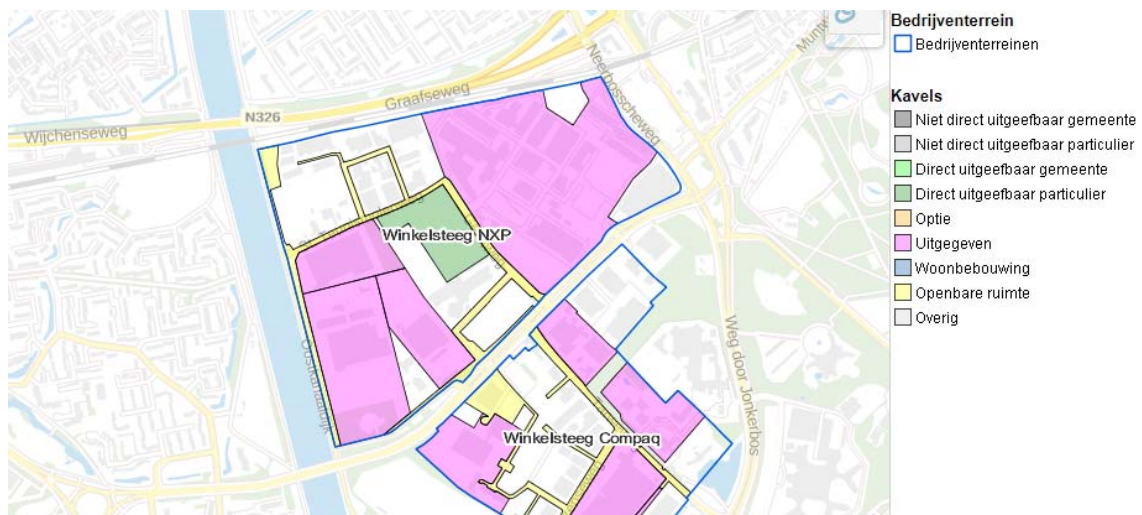 Bedrijventerrein
Bedrijventerreinen
Kavels
Niet direct uitgeefbaar gemeente
Niet direct uitgeefbaar particulier
Direct uitgeefbaar gemeente
Direct uitgeefbaar particulier
Optie
Uitgegeven
Woonbebouwing
Openbare ruimte
Overig
Neerbosscheweg
Graafseweg
N326
Wijchenseweg
Winkelsteeg NXP
Oostkanaaldijk
Weg door Jonkerbos
Winkelsteeg Compaq